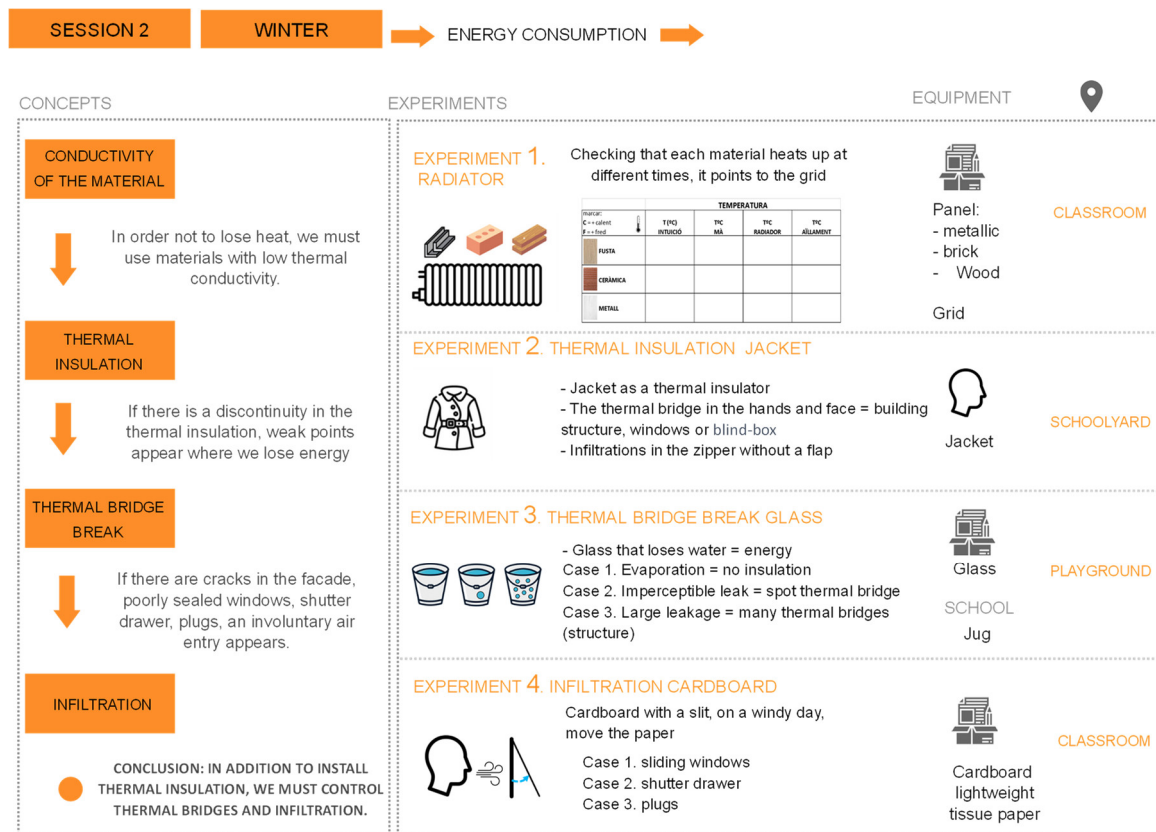 SESSION 2
WINTER
ENERGY CONSUMPTION
CONCEPTS
EXPERIMENTS
EQUIPMENT
CONDUCTIVITY
OF THE MATERIAL
In order not to lose heat, we must
use materials with low thermal
conductivity.
THERMAL
INSULATION
If there is a discontinuity in the
thermal insulation, weak points
appear where we lose energy
THERMAL BRIDGE
BREAK
If there are cracks in the facade,
poorly sealed windows, shutter
drawer, plugs, an involuntary air
entry appears.
INFILTRATION
CONCLUSION: IN ADDITION TO INSTALL
THERMAL INSULATION, WE MUST CONTROL
THERMAL BRIDGES AND INFILTRATION.
EXPERIMENT 1.
RADIATOR
Checking that each material heats up at
different times, it points to the grid
TEMPERATURA
marcar:
C = + calent
F = + fred
T (ºC)
INTUICIÓ
TºC
MÀ
TºC
RADIADOR
TºC
AÏLLAMENT
FUSTA
CERÀMICA
METALL
Panel:
- metallic
- brick
- Wood
Grid
CLASSROOM
EXPERIMENT 2. THERMAL INSULATION JACKET
- Jacket as a thermal insulator
- The thermal bridge in the hands and face = building
structure, windows or blind-box
- Infiltrations in the zipper without a flap
Jacket
SCHOOLYARD
EXPERIMENT 3. THERMAL BRIDGE BREAK GLASS
- Glass that loses water = energy
Case 1. Evaporation = no insulation
Case 2. Imperceptible leak = spot thermal bridge
Case 3. Large leakage = many thermal bridges
(structure)
Glass
SCHOOL
Jug
PLAYGROUND
EXPERIMENT 4. INFILTRATION CARDBOARD
Cardboard with a slit, on a windy day,
move the paper
Case 1. sliding windows
Case 2. shutter drawer
Case 3. plugs
Cardboard
lightweight
tissue paper
CLASSROOM